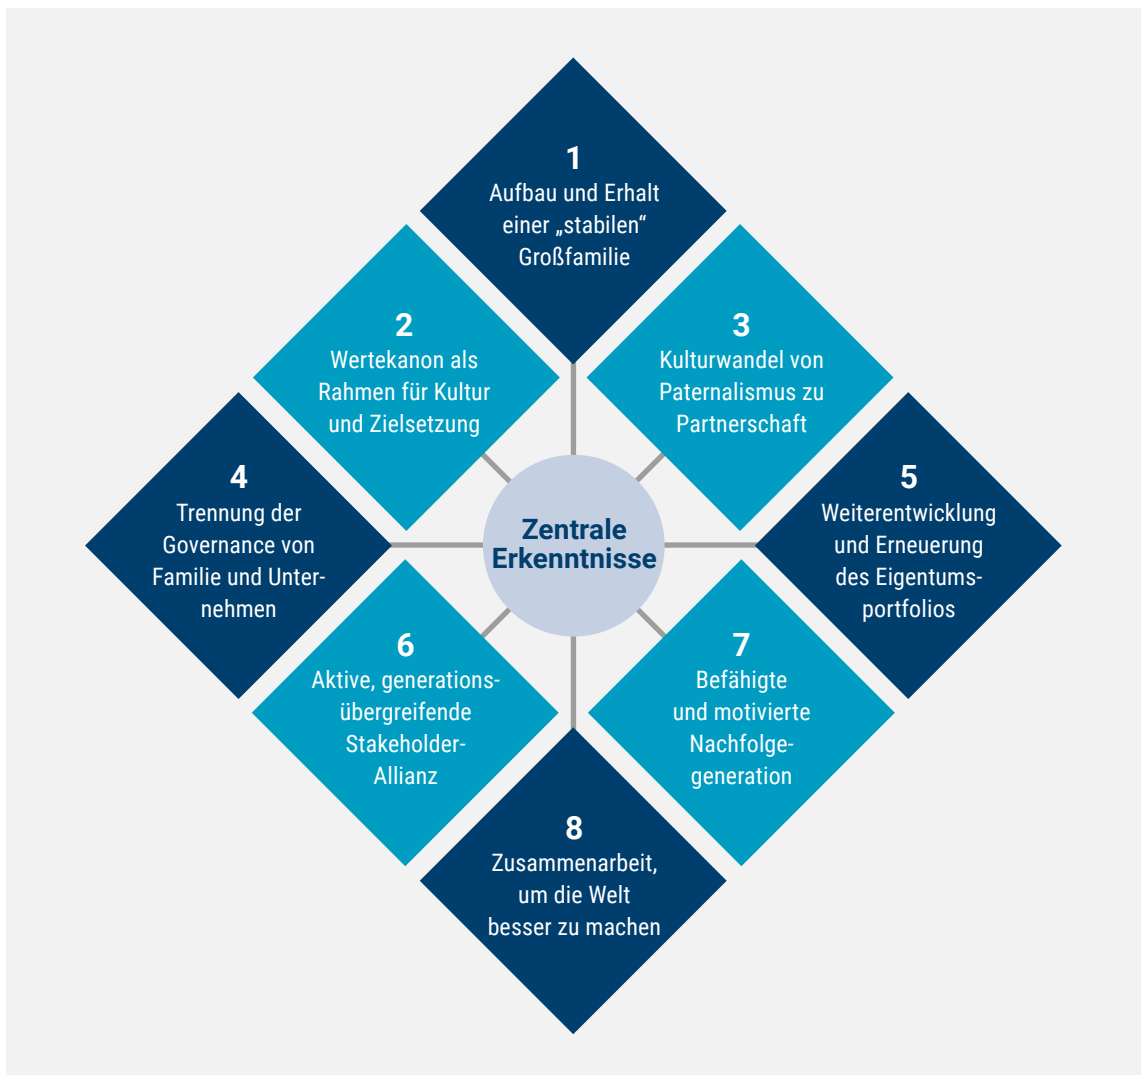 1
Aufbau und Erhalt
einer „stabilen“
Großfamilie
2
Wertekanon als
Rahmen für Kultur
und Zielsetzung
3
Kulturwandel von
Paternalismus zu
Partnerschaft
4
Trennung der
Governance von
Familie und Unter-
nehmen
Zentrale
Erkenntnisse
5
Weiterentwicklung
und Erneuerung
des Eigentums-
portfolios
6
Aktive, generations-
übergreifende
Stakeholder-
Allianz
7
Befähigte
und motivierte
Nachfolge-
generation
8
Zusammenarbeit,
um die Welt
besser zu machen